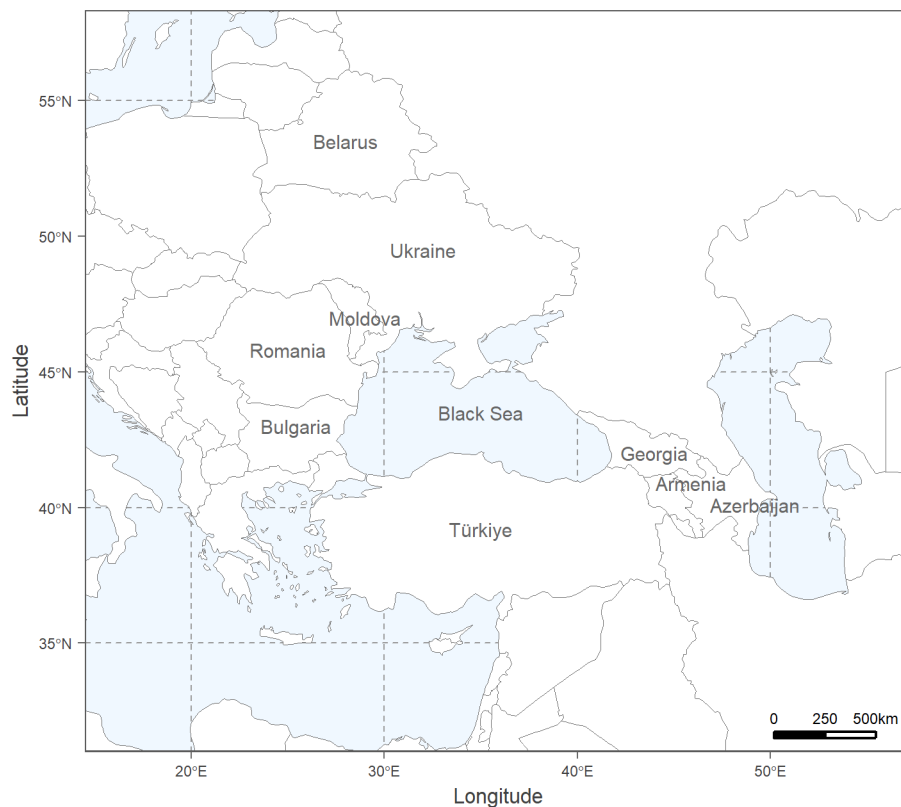 55°N
Belarus
50°N
Ukraine
Moldova
Romania
45°N
Latitude
Black Sea
Bulgaria
Georgia
Armenia
Azerbaijan
40°N
Türkiye
35°N
0 250 500km
20°E 30°E 40°E 50°E
Longitude